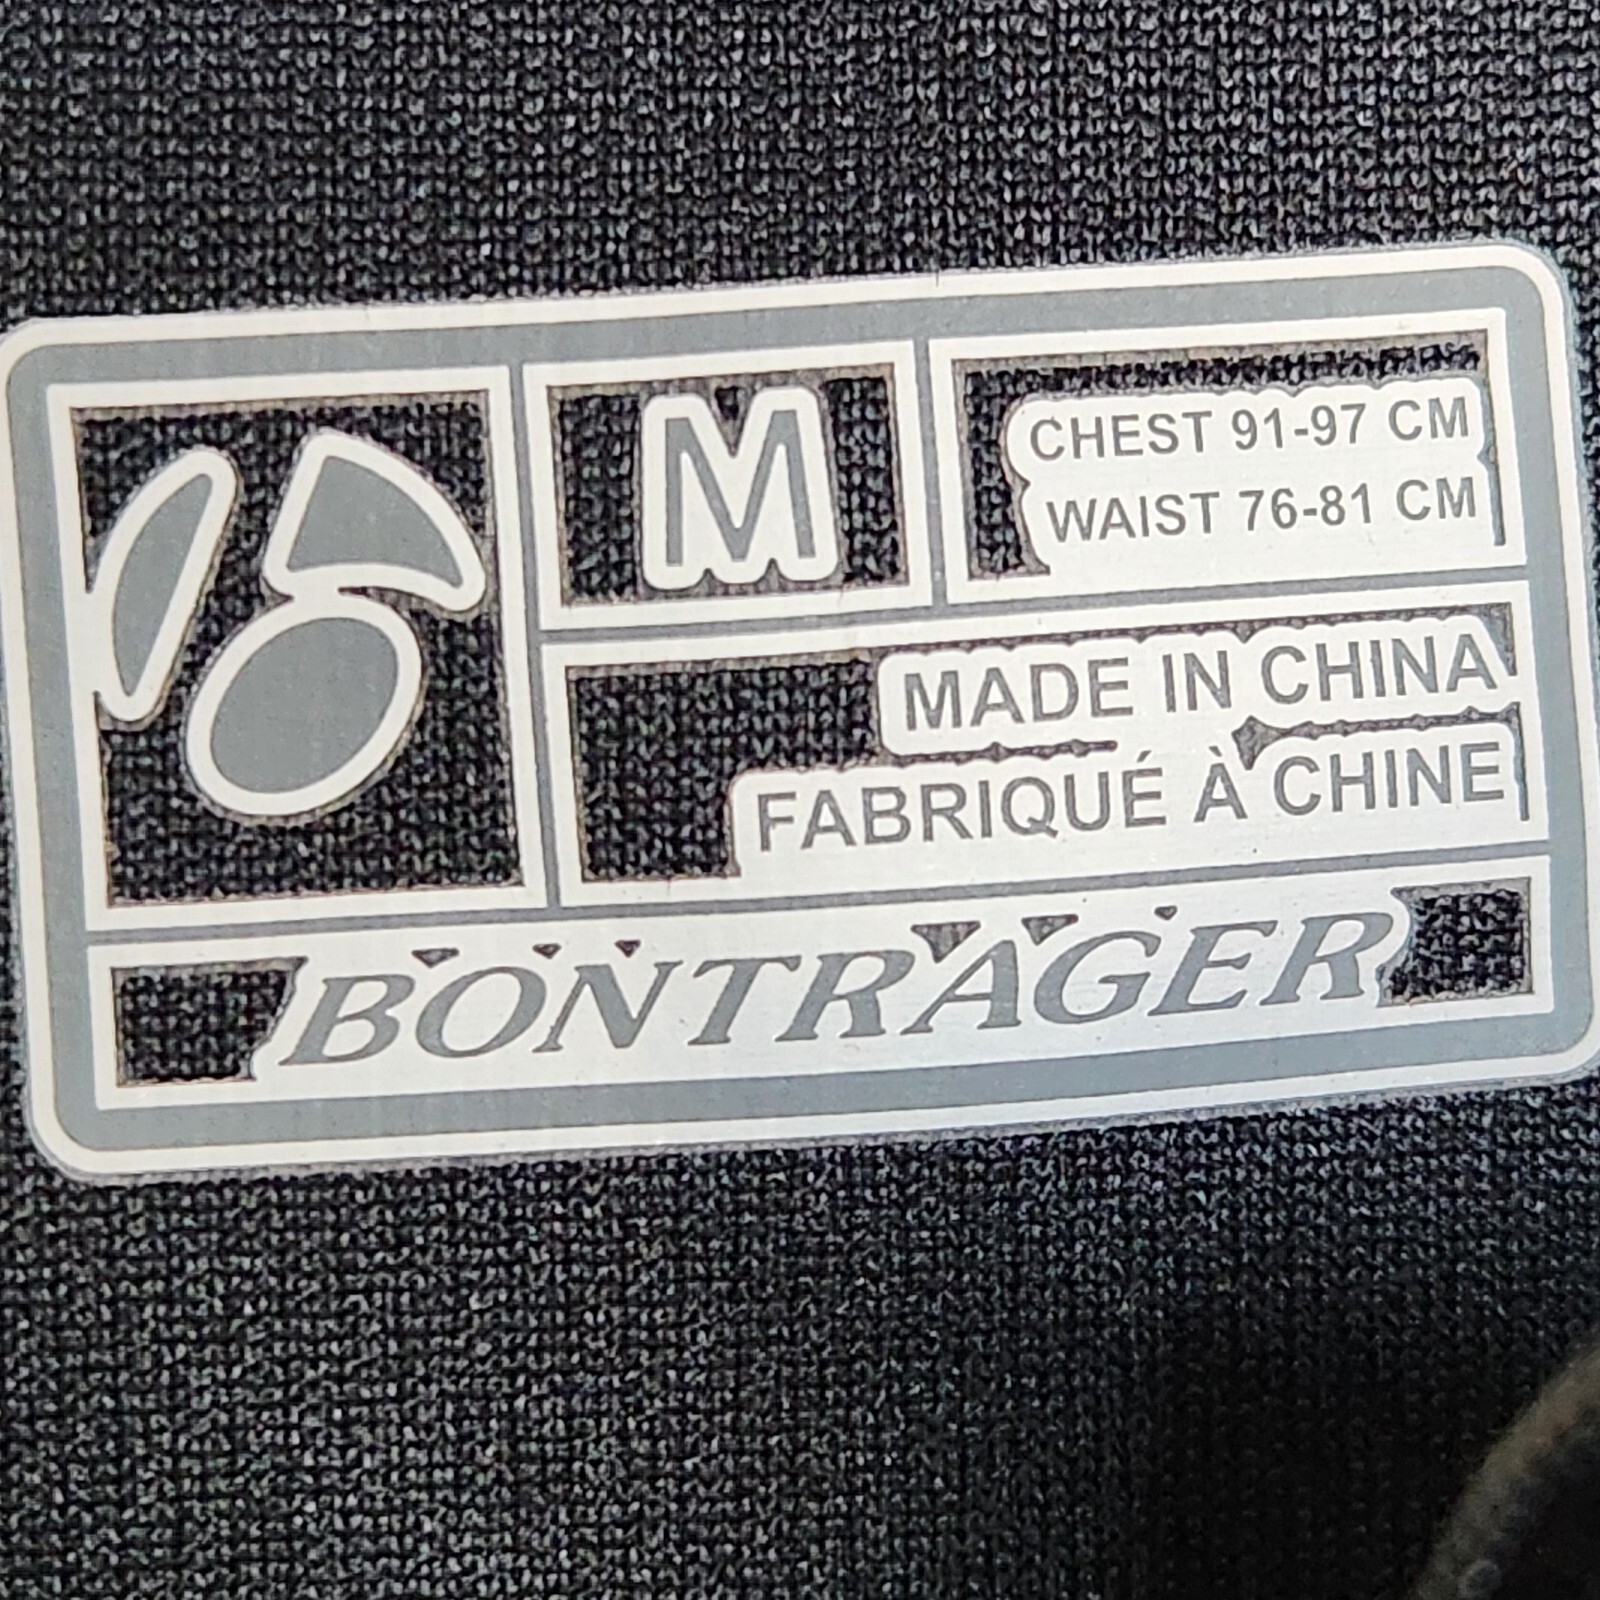 M
CHEST 91-97 CM
WAIST 76-81 CM
MADE IN CHINA
FABRIQUÉ À CHINE
BONTRAGER